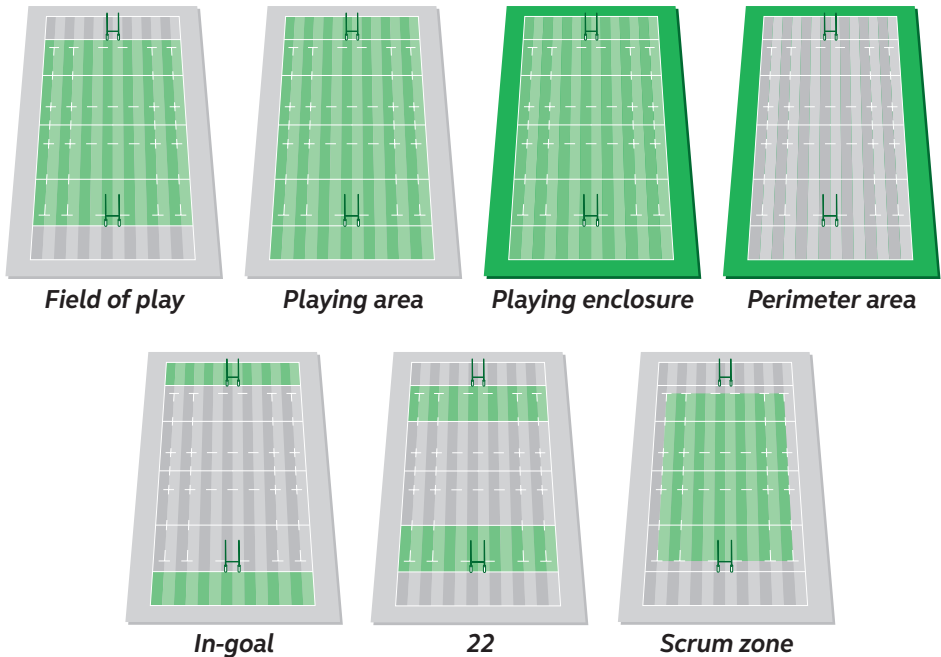 Field of play
Playing area
Playing enclosure
Perimeter area
In-goal
22
Scrum zone